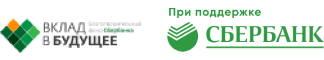 ВКЛАД
В БУДУЩЕЕ
Благотворительный
фонд Сбербанка
При поддержке
СБЕРБАНК